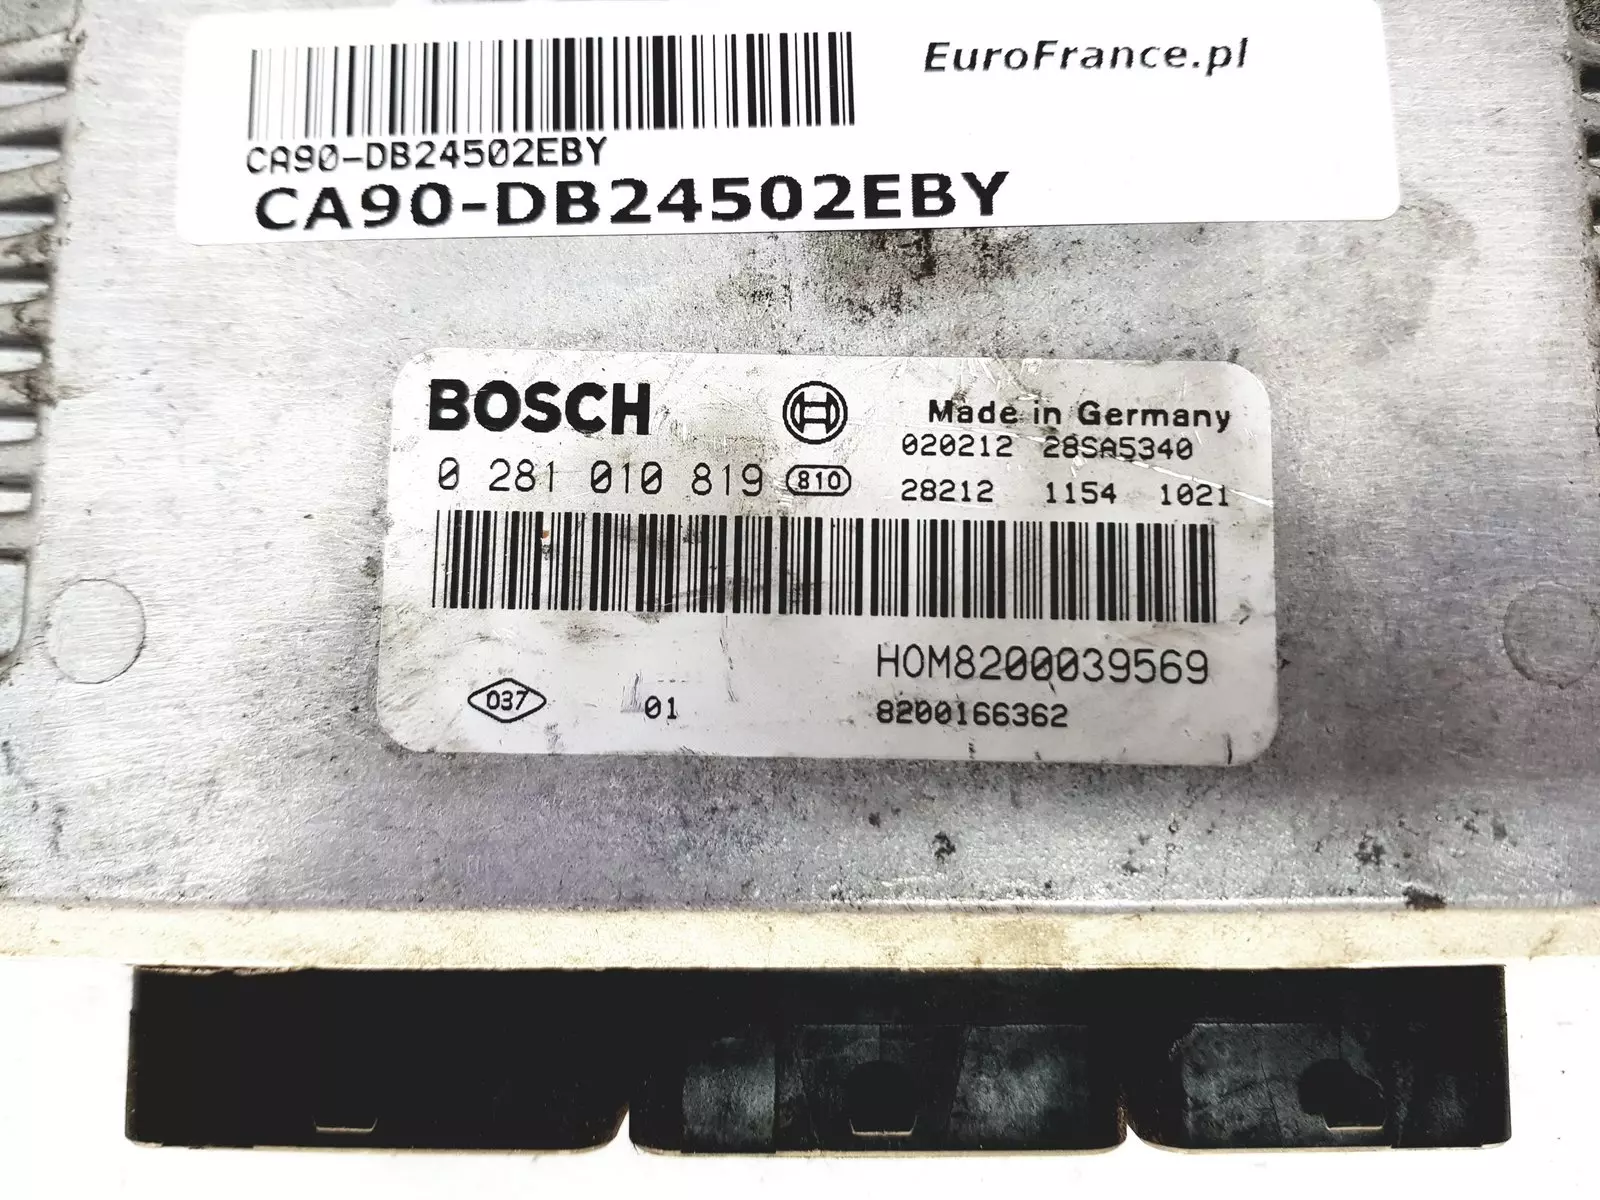 EuroFrance.pl
CA90-DB24502EBY
CA90-DB24502EBY
BOSCH
Made in Germany
020212 28SA5340
0 281 010 819 810
28212 1154 1021
HOM8200039569
037 01 8200166362